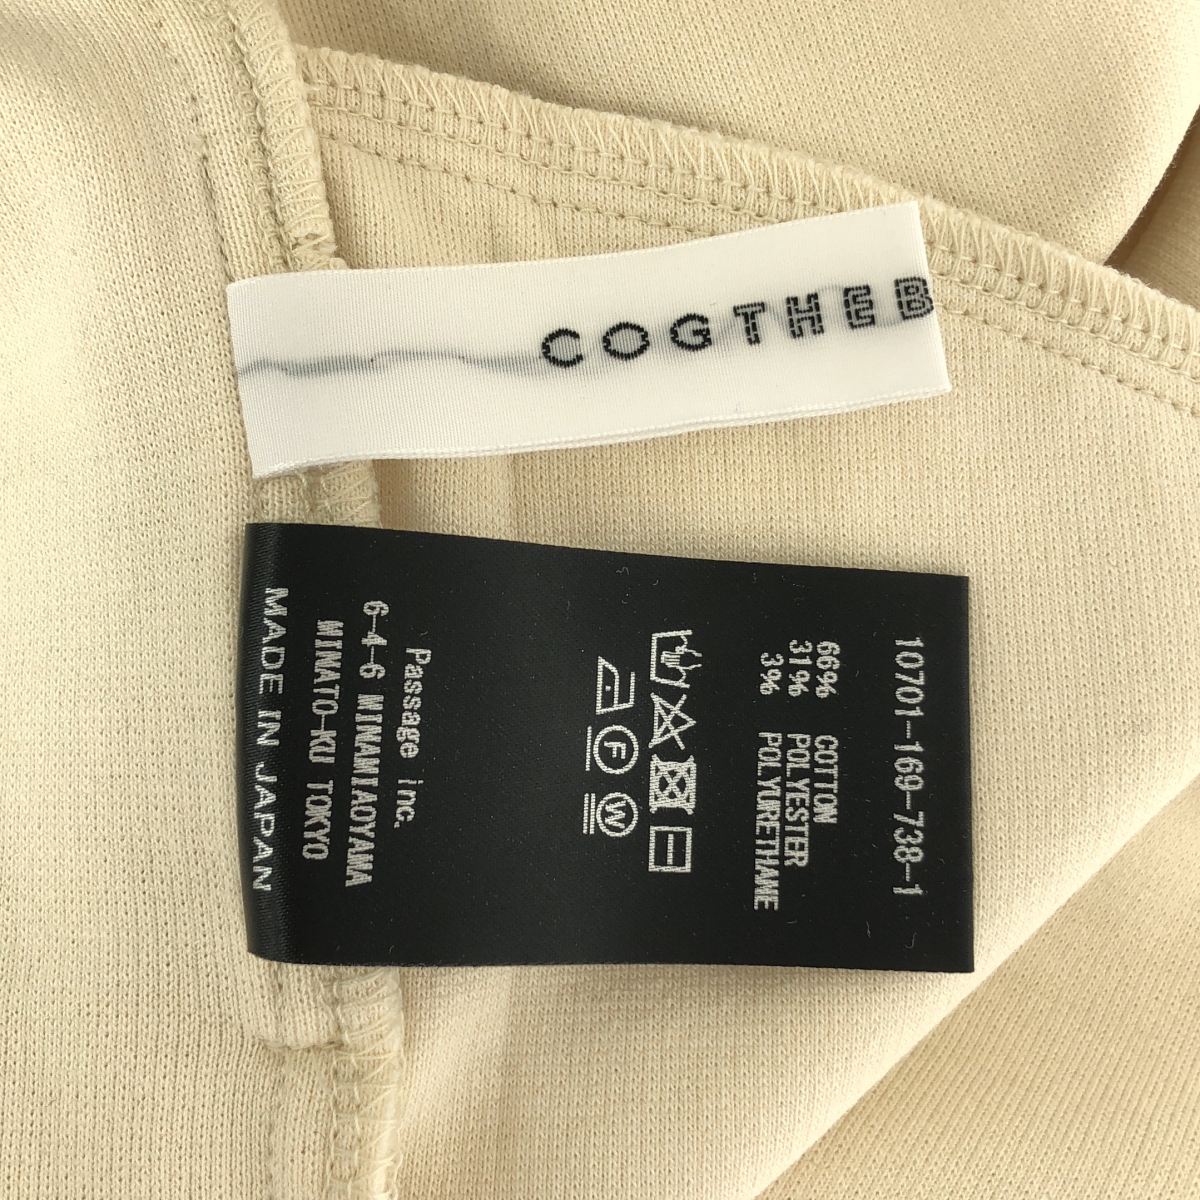 COGTHEB
10701-169-738-1
66% COTTON
31% POLYESTER
3% POLYURETHANE
F
W
Passage inc.
6-4-6 MINAMIAOYAMA
MINATO-KU TOKYO
MADE IN JAPAN